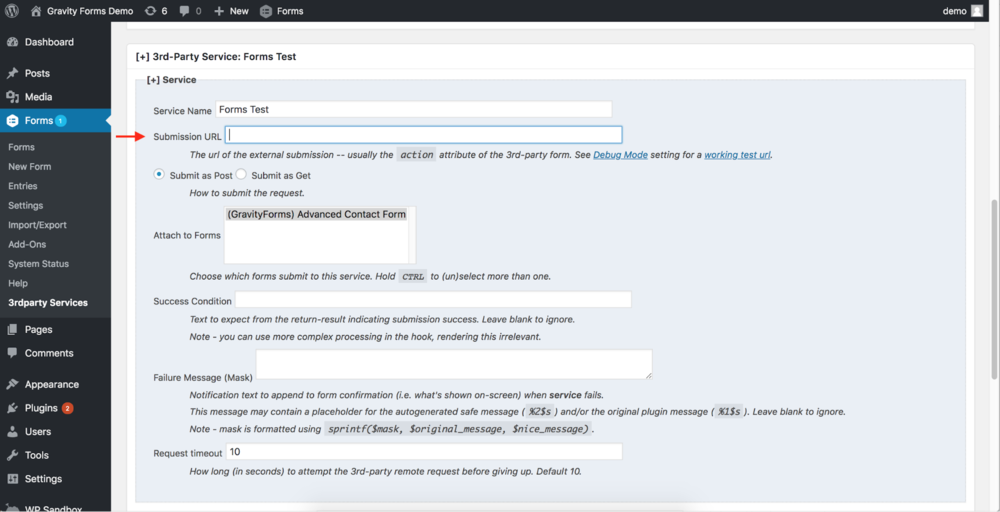 Gravity Forms Demo 6 0 New Forms demo
Dashboard
Posts
Media
Forms 1
Forms
New Form
Entries
Settings
Import/Export
Add-Ons
System Status
Help
3rdparty Services
Pages
Comments
Appearance
Plugins 2
Users
Tools
Settings
WP Sandbox
[+] 3rd-Party Service: Forms Test
[+] Service
Service Name Forms Test
Submission URL
The url of the external submission -- usually the action attribute of the 3rd-party form. See Debug Mode setting for a working test url.
Submit as Post Submit as Get
How to submit the request.
(GravityForms) Advanced Contact Form
Attach to Forms
Choose which forms submit to this service. Hold CTRL to (un)select more than one.
Success Condition
Text to expect from the return-result indicating submission success. Leave blank to ignore.
Note - you can use more complex processing in the hook, rendering this irrelevant.
Failure Message (Mask)
Notification text to append to form confirmation (i.e. what's shown on-screen) when service fails.
This message may contain a placeholder for the autogenerated safe message ( %2$s ) and/or the original plugin message ( %1$s ). Leave blank to ignore.
Note - mask is formatted using sprintf($mask, $original_message, $nice_message).
Request timeout 10
How long (in seconds) to attempt the 3rd-party remote request before giving up. Default 10.